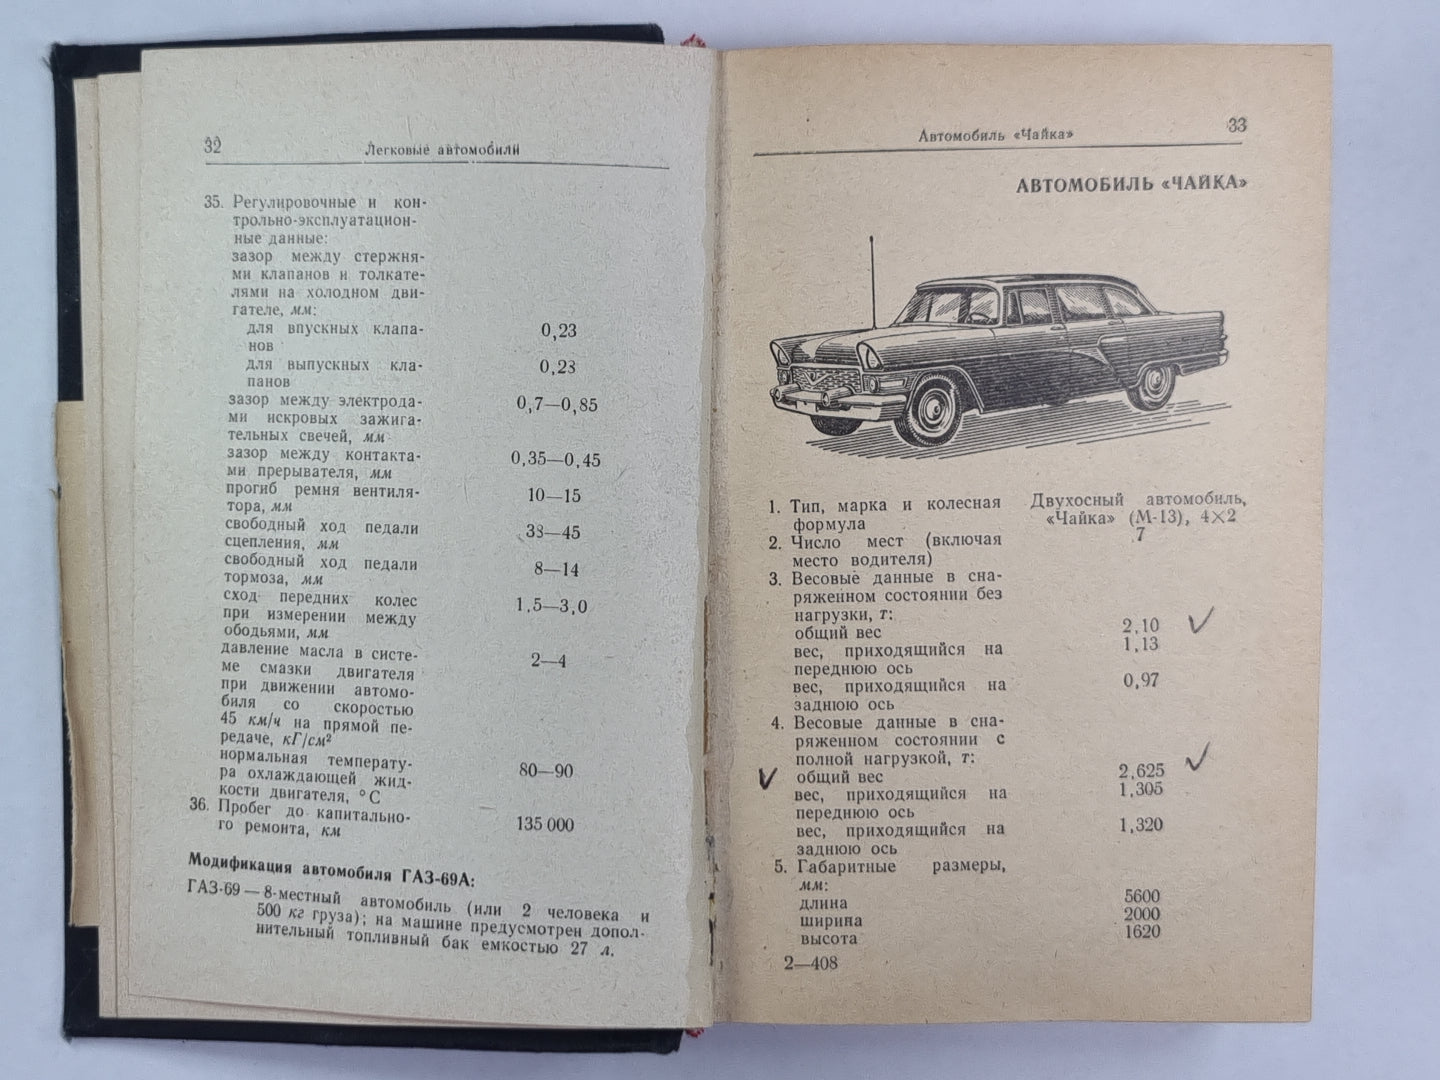 32
Легковые автомобили
35. Регулировочные и кон-
трольно-эксплуатацион-
ные данные:
зазор между стержня-
ми клапанов и толкате-
лями на холодном дви-
гателе, мм:
для впускных клапа-
нов
0,23
для выпускных кла-
панов
0,23
зазор между электрода-
ми искровых зажига-
тельных свечей, мм
0,7—0,85
зазор между контакта-
ми прерывателя, мм
0,35—0,45
прогиб ремня вентиля-
тора, мм
10—15
свободный ход педали
сцепления, мм
38—45
свободный ход педали
тормоза, мм
8—14
сход передних колес
при измерении между
ободьями, мм
1,5—3,0
давление масла в систе-
ме смазки двигателя
при движении автомо-
биля со скоростью
45 км/ч на прямой пе-
редаче, кГ/см²
2—4
нормальная температу-
ра охлаждающей жид-
кости двигателя, °С
80—90
36. Пробег до капитально-
го ремонта, км
135 000
Модификация автомобиля ГАЗ-69А:
ГАЗ-69 — 8-местный автомобиль (или 2 человека и
500 кг груза); на машине предусмотрен допол-
нительный топливный бак емкостью 27 л.
Автомобиль «Чайка»
33
АВТОМОБИЛЬ «ЧАЙКА»
1. Тип, марка и колесная
формула
Двухосный автомобиль,
«Чайка» (М-13), 4×2
2. Число мест (включая
место водителя)
7
3. Весовые данные в сна-
ряженном состоянии без
нагрузки, т:
общий вес
2,10
вес, приходящийся на
переднюю ось
1,13
вес, приходящийся на
заднюю ось
0,97
4. Весовые данные в сна-
ряженном состоянии с
полной нагрузкой, т:
общий вес
2,625
вес, приходящийся на
переднюю ось
1,305
вес, приходящийся на
заднюю ось
1,320
5. Габаритные размеры,
мм:
длина
5600
ширина
2000
высота
1620
2—408